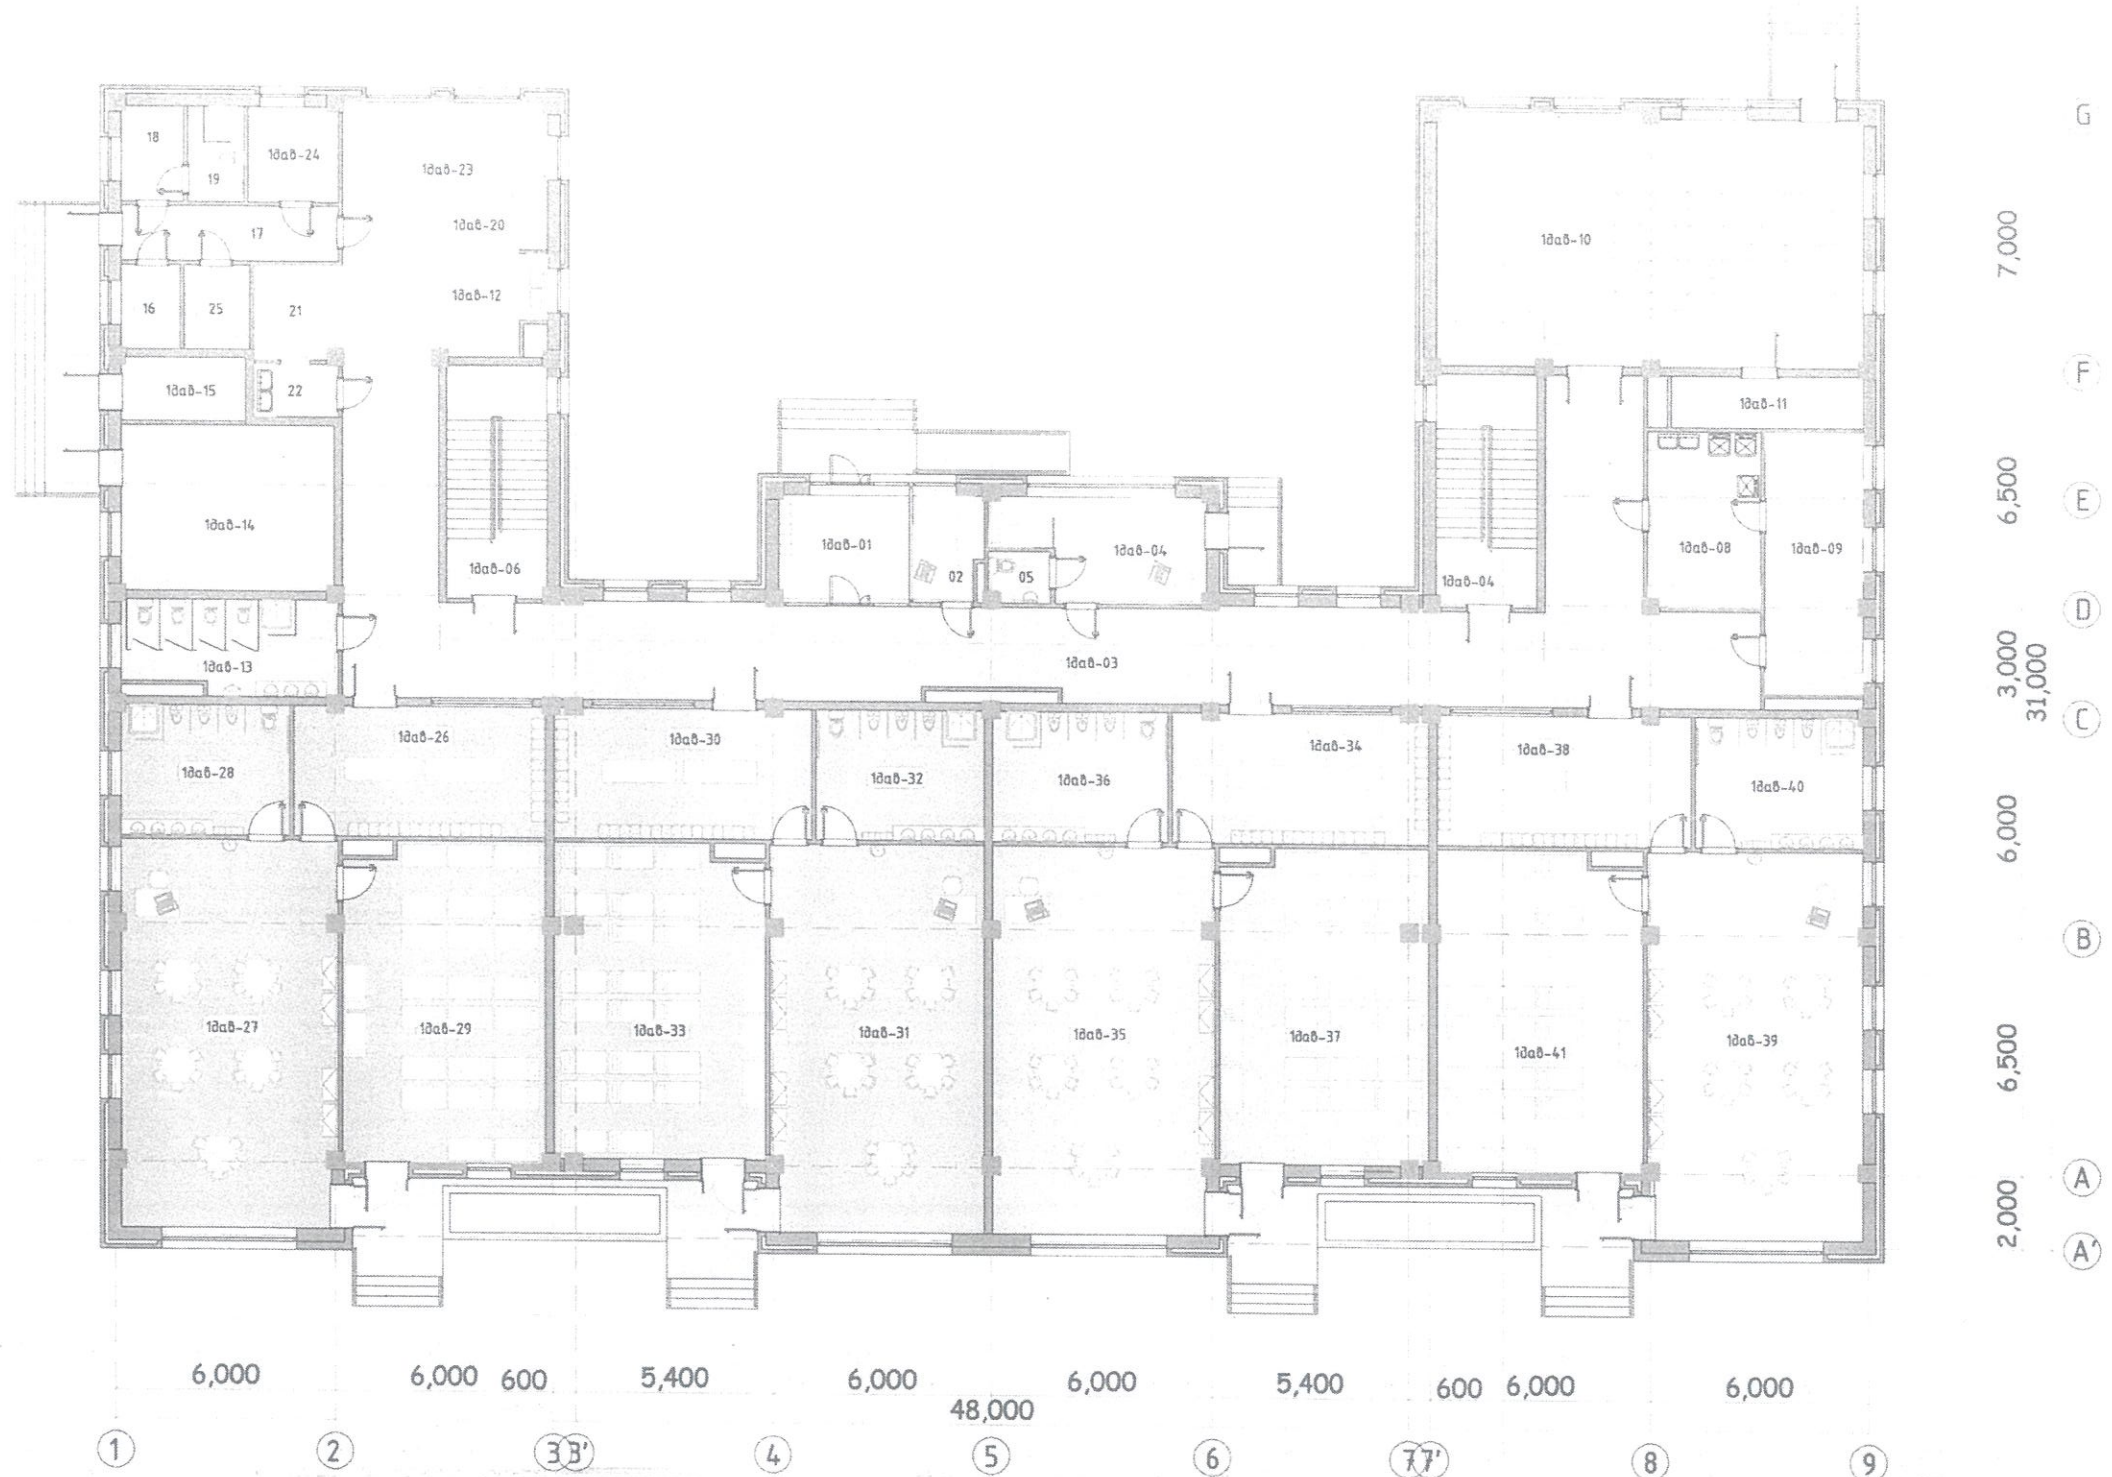 G
18
19
1даб-24
1даб-23
17
1даб-20
1даб-10
7,000
16
25
21
1даб-12
1даб-15
22
F
1даб-11
1даб-14
6,500
E
1даб-01
1даб-04
1даб-08
1даб-09
1даб-06
02
05
1даб-04
D
1даб-13
1даб-03
3,000
31,000
C
1даб-26
1даб-30
1даб-34
1даб-38
1даб-28
1даб-32
1даб-36
1даб-40
6,000
B
1даб-27
1даб-29
1даб-33
1даб-31
1даб-35
1даб-37
1даб-41
1даб-39
6,500
A
2,000
A'
6,000
6,000
600
5,400
6,000
6,000
5,400
600
6,000
6,000
48,000
1
2
3
3'
4
5
6
7
7'
8
9